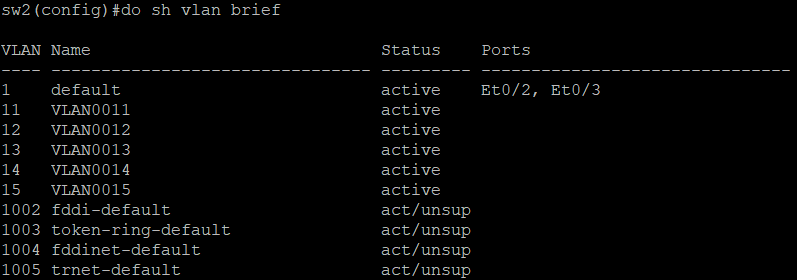 sw2(config)#do sh vlan brief
VLAN Name                             Status    Ports
---- -------------------------------- --------- -------------------------------
1    default                          active    Et0/2, Et0/3
11   VLAN0011                         active
12   VLAN0012                         active
13   VLAN0013                         active
14   VLAN0014                         active
15   VLAN0015                         active
1002 fddi-default                     act/unsup
1003 token-ring-default               act/unsup
1004 fddinet-default                  act/unsup
1005 trnet-default                    act/unsup